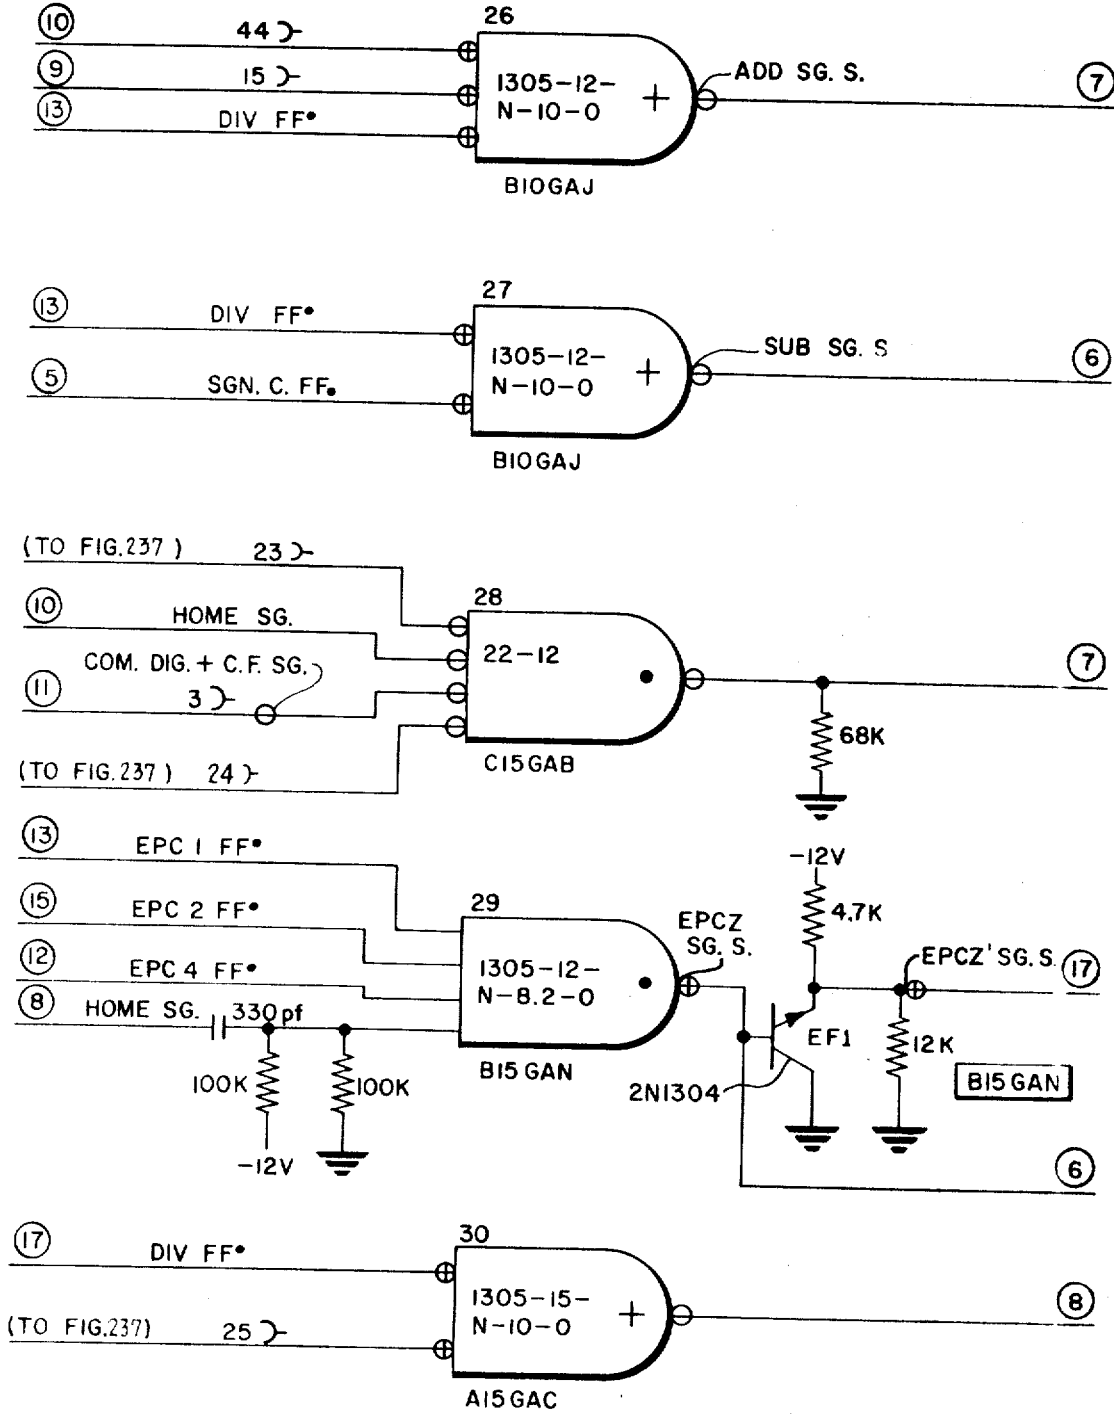 10 44 26
9 15 1305-12- + ADD SG. S. 7
13 DIV FF• N-10-0
B10GAJ
13 DIV FF• 27
1305-12- + SUB SG. S 6
5 SGN. C. FF• N-10-0
B10GAJ
(TO FIG.237) 23
10 HOME SG. 28
COM. DIG. + C.F. SG. 22-12 7
11 3
68K
(TO FIG.237) 24 C15GAB
13 EPC 1 FF•
-12V
15 EPC 2 FF• 29 EPCZ 4.7K
SG. S.
12 EPC 4 FF• 1305-12- EPCZ' SG. S. 17
N-8.2-0
8 HOME SG. 330pf
EF1 12K
100K 100K B15GAN 2N1304 B15GAN
-12V
6
17 DIV FF• 30
1305-15- + 8
(TO FIG.237) 25 N-10-0
A15GAC